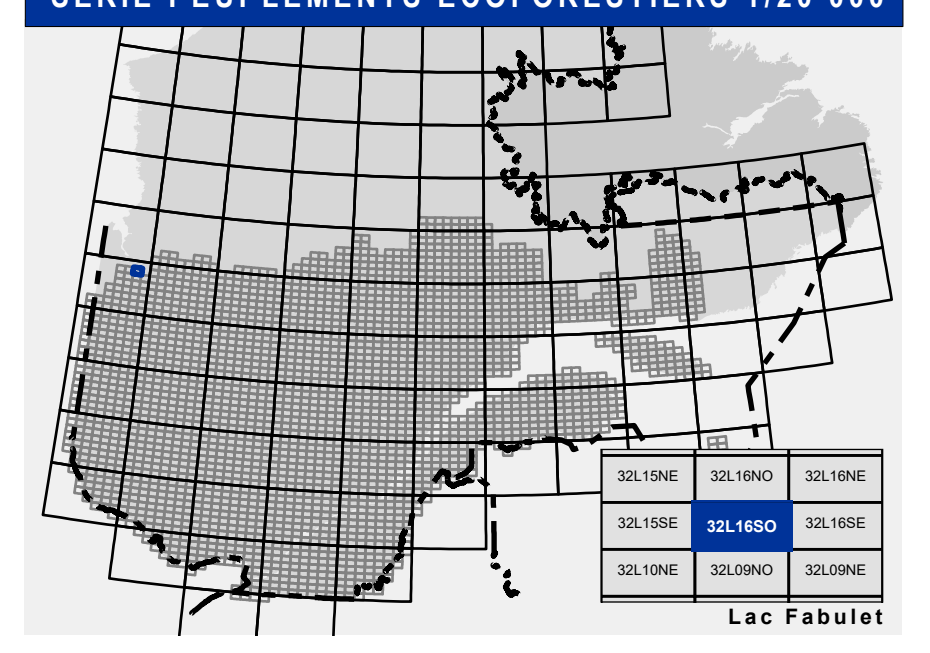 SÉRIE PEUPLEMENTS ÉCOFORESTIERS 1/20 000
32L15NE 32L16NO 32L16NE
32L15SE 32L16SO 32L16SE
32L10NE 32L09NO 32L09NE
Lac Fabulet